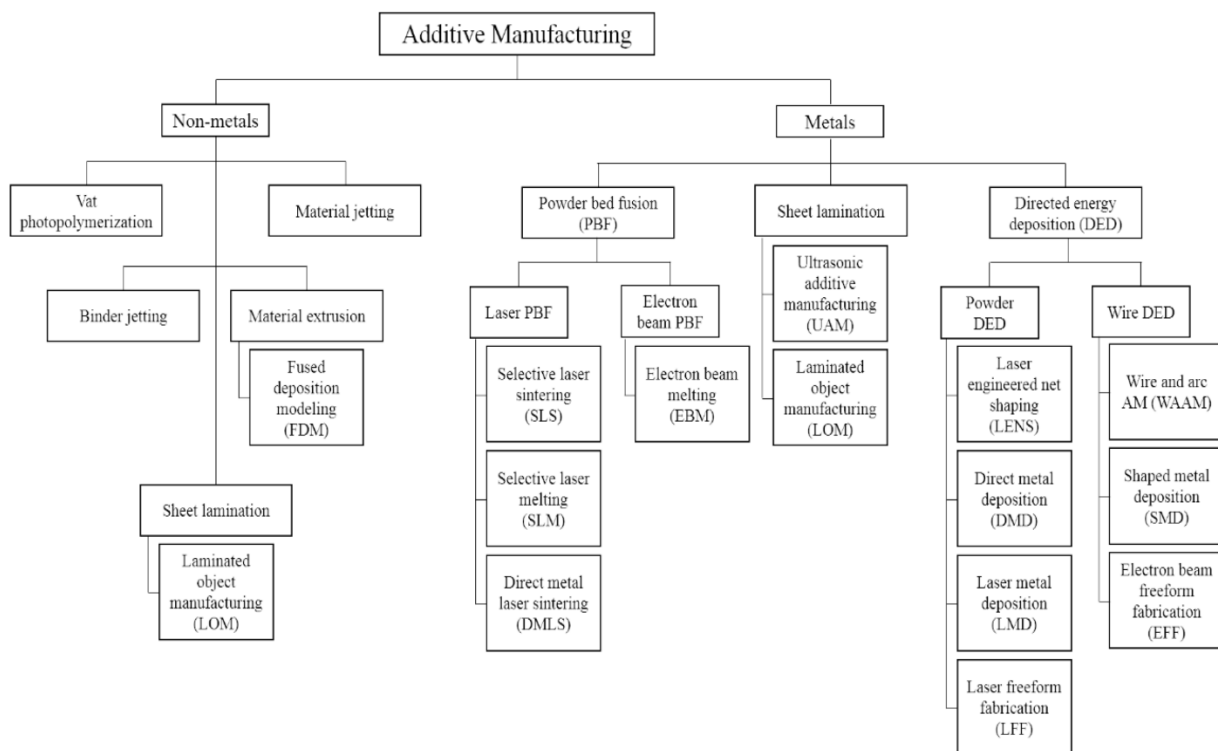 Additive Manufacturing
Non-metals
Metals
Vat
photopolymerization
Material jetting
Powder bed fusion
(PBF)
Sheet lamination
Directed energy
deposition (DED)
Binder jetting
Material extrusion
Fused
deposition
modeling
(FDM)
Sheet lamination
Laminated
object
manufacturing
(LOM)
Laser PBF
Selective laser
sintering
(SLS)
Selective laser
melting
(SLM)
Direct metal
laser sintering
(DMLS)
Electron
beam PBF
Electron beam
melting
(EBM)
Ultrasonic
additive
manufacturing
(UAM)
Laminated
object
manufacturing
(LOM)
Powder
DED
Laser
engineered net
shaping
(LENS)
Direct metal
deposition
(DMD)
Laser metal
deposition
(LMD)
Laser freeform
fabrication
(LFF)
Wire DED
Wire and arc
AM (WAAM)
Shaped metal
deposition
(SMD)
Electron beam
freeform
fabrication
(EFF)